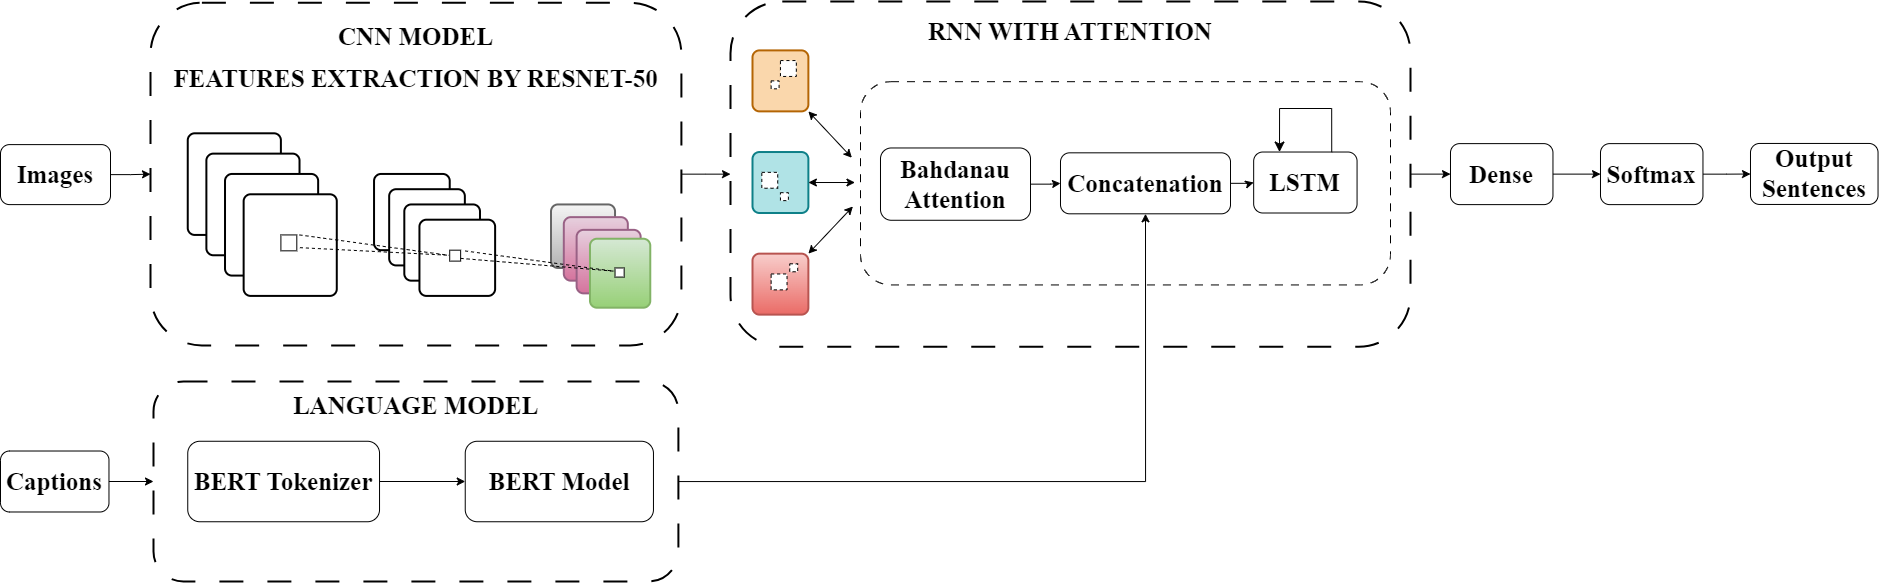 CNN MODEL
FEATURES EXTRACTION BY RESNET-50
Images
RNN WITH ATTENTION
Bahdanau
Attention
Concatenation
LSTM
Dense
Softmax
Output
Sentences
LANGUAGE MODEL
Captions
BERT Tokenizer
BERT Model